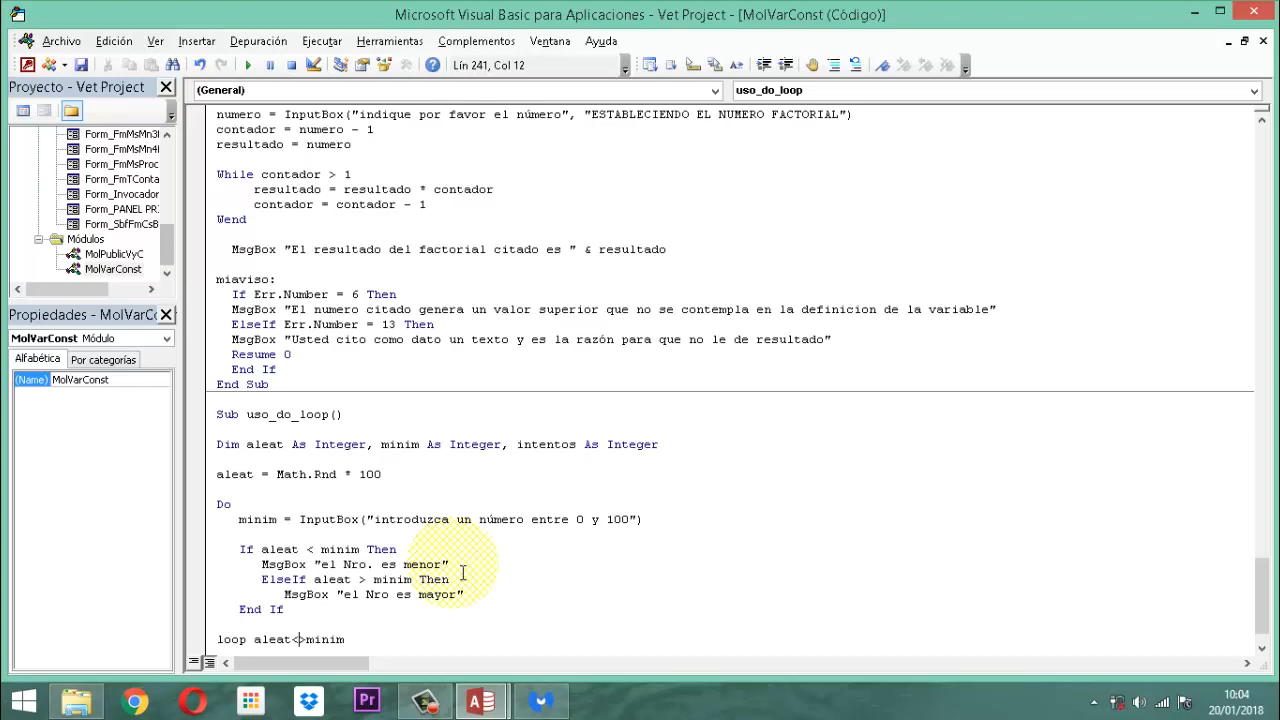 Microsoft Visual Basic para Aplicaciones - Vet Project - [MolVarConst (Código)]
Archivo Edición Ver Insertar Depuración Ejecutar Herramientas Complementos Ventana Ayuda
Lín 241, Col 12
Proyecto - Vet Project
(General)
uso_do_loop
Form_FmMsMn3
Form_FmMsMn4
Form_FmMsProc
Form_FmTConta
Form_Invocador
Form_PANEL PRI
Form_SbfFmCsB
Módulos
MolPublicVyC
MolVarConst
Propiedades - MolVarCo
MolVarConst Módulo
Alfabética Por categorías
(Name) MolVarConst
numero = InputBox("indique por favor el número", "ESTABLECIENDO EL NUMERO FACTORIAL")
contador = numero - 1
resultado = numero
While contador > 1
resultado = resultado * contador
contador = contador - 1
Wend
MsgBox "El resultado del factorial citado es " & resultado
miaviso:
If Err.Number = 6 Then
MsgBox "El numero citado genera un valor superior que no se contempla en la definicion de la variable"
ElseIf Err.Number = 13 Then
MsgBox "Usted cito como dato un texto y es la razón para que no le de resultado"
Resume 0
End If
End Sub
Sub uso_do_loop()
Dim aleat As Integer, minim As Integer, intentos As Integer
aleat = Math.Rnd * 100
Do
minim = InputBox("introduzca un número entre 0 y 100")
If aleat < minim Then
MsgBox "el Nro. es menor"
ElseIf aleat > minim Then
MsgBox "el Nro es mayor"
End If
loop aleat<>minim
Pr
10:04
20/01/2018